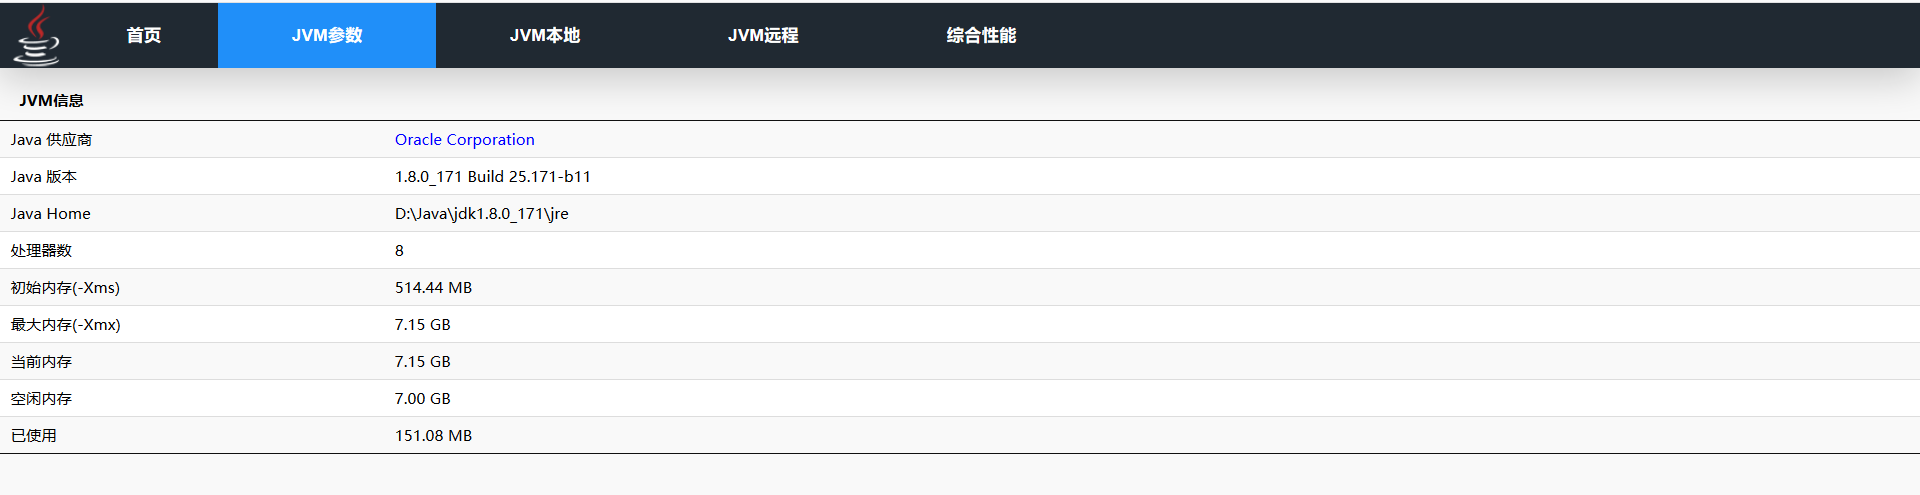 首页 JVM参数 JVM本地 JVM远程 综合性能
JVM信息
Java 供应商 Oracle Corporation
Java 版本 1.8.0_171 Build 25.171-b11
Java Home D:\Java\jdk1.8.0_171\jre
处理器数 8
初始内存(-Xms) 514.44 MB
最大内存(-Xmx) 7.15 GB
当前内存 7.15 GB
空闲内存 7.00 GB
已使用 151.08 MB